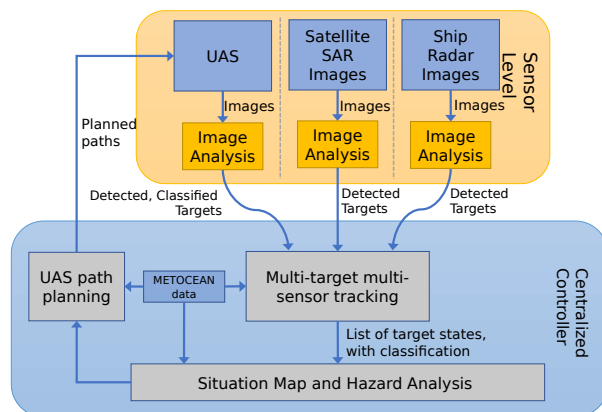 UAS
Satellite
SAR
Images
Ship
Radar
Images
Sensor
Level
Images
Images
Images
Planned
paths
Image
Analysis
Image
Analysis
Image
Analysis
Detected, Classified
Targets
Detected
Targets
Detected
Targets
UAS path
planning
METOCEAN
data
Multi-target multi-
sensor tracking
Centralized
Controller
List of target states,
with classification
Situation Map and Hazard Analysis